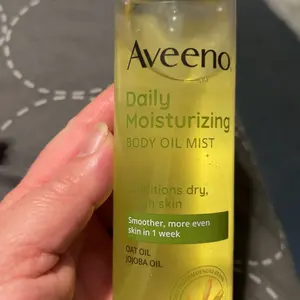 Aveeno
Daily
Moisturizing
BODY OIL MIST
dry,
skin
Smoother, more even
skin in 1 week
OAT OIL
JOJOBA OIL